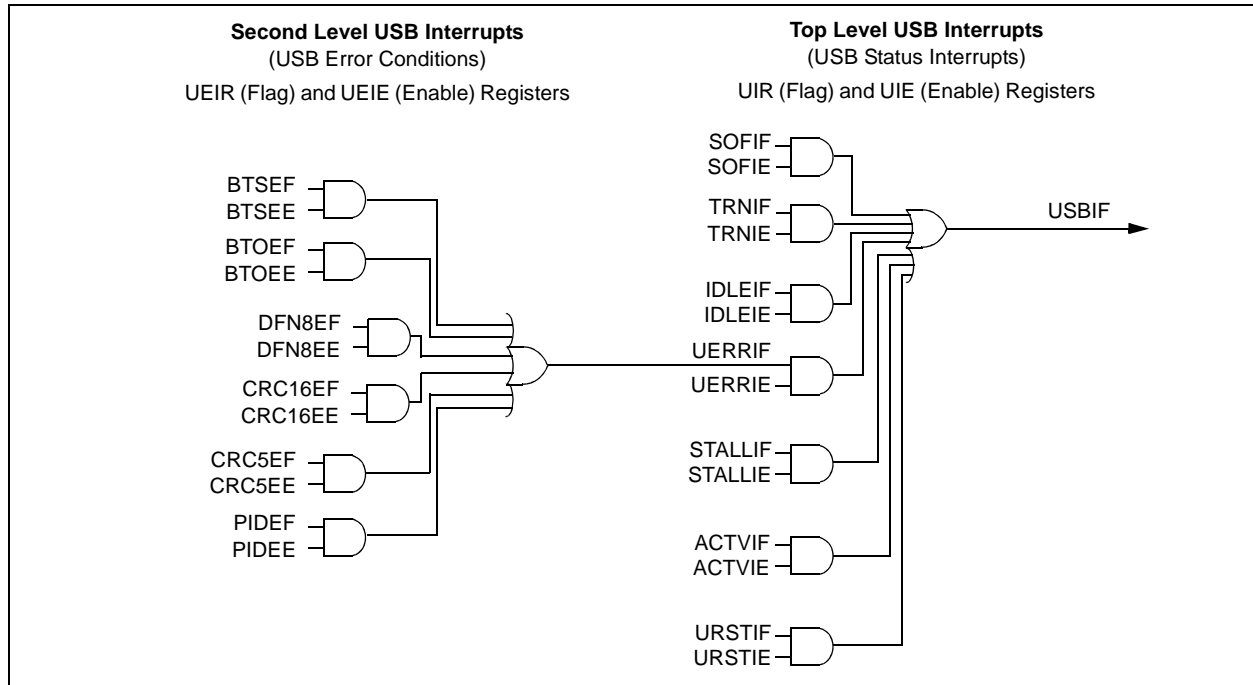 Second Level USB Interrupts
(USB Error Conditions)
UEIR (Flag) and UEIE (Enable) Registers
BTSEF
BTSEE
BTOEF
BTOEE
DFN8EF
DFN8EE
CRC16EF
CRC16EE
CRC5EF
CRC5EE
PIDEF
PIDEE
Top Level USB Interrupts
(USB Status Interrupts)
UIR (Flag) and UIE (Enable) Registers
SOFIF
SOFIE
TRNIF
TRNIE
IDLEIF
IDLEIE
UERRIF
UERRIE
STALLIF
STALLIE
ACTVIF
ACTVIE
URSTIF
URSTIE
USBIF